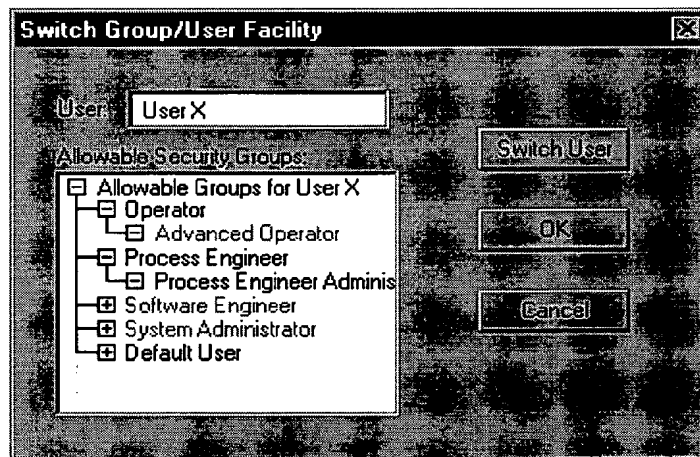 Switch Group/User Facility
User: User X
Allowable Security Groups:
Allowable Groups for User X
Operator
Advanced Operator
Process Engineer
Process Engineer Adminis
Software Engineer
System Administrator
Default User
Switch User
OK
Cancel